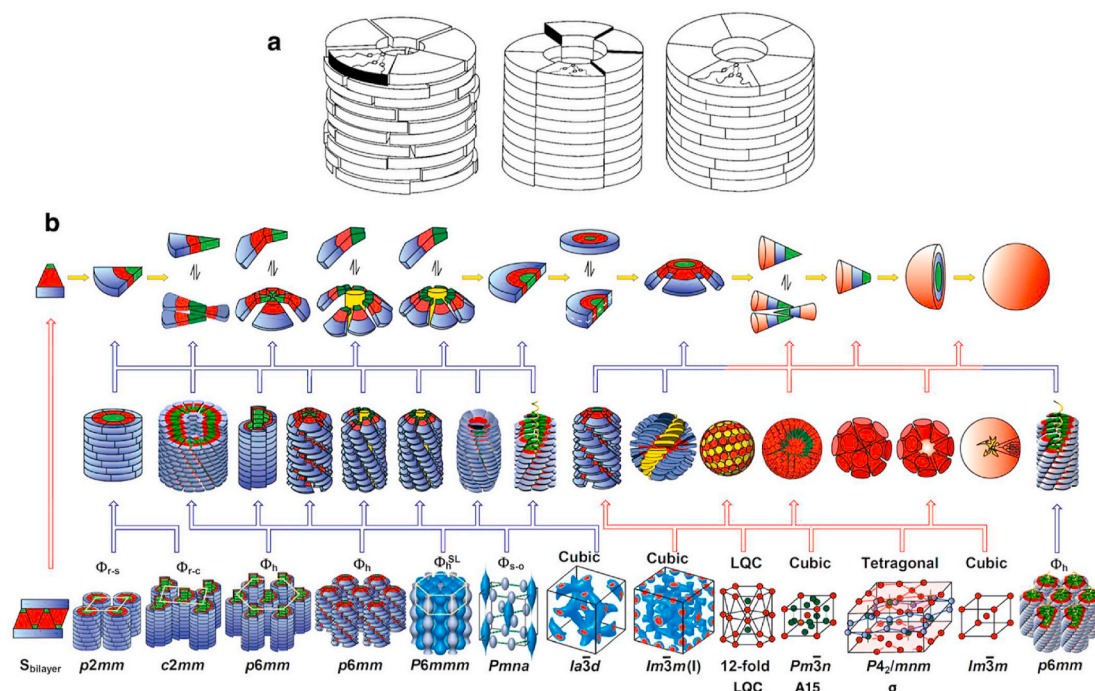 a
b
Φr-s
Φr-c
Φh
Φh
ΦhSL
Φs-o
Cubic
Cubic
LQC
Cubic
Tetragonal
Cubic
Φh
Sbilayer
p2mm
c2mm
p6mm
p6mm
P6mmm
Pmna
Ia3̅d
Im3̅m(I)
12-fold
LQC
Pm3̅n
A15
P42/mnm
σ
Im3̅m
p6mm